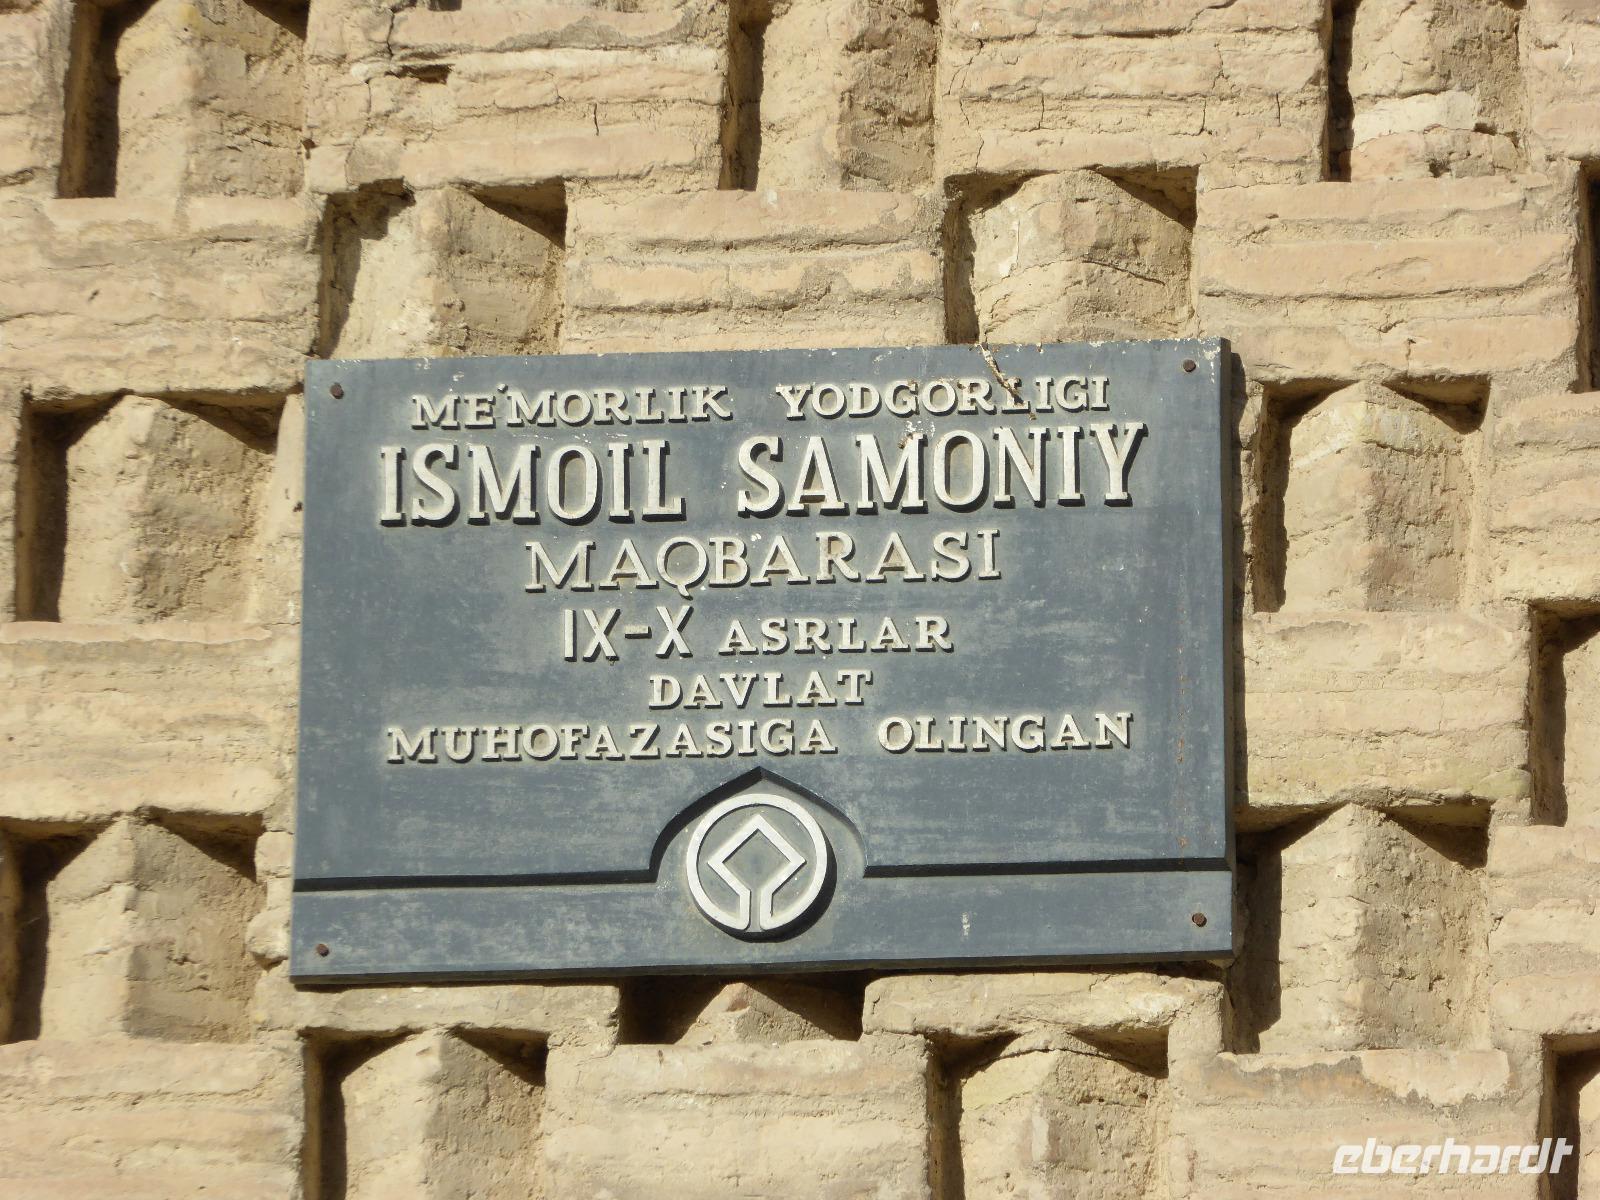 ME'MORLIK YODGORLIGI
ISMOIL SAMONIY
MAQBARASI
IX-X ASRLAR
DAVLAT
MUHOFAZASIGA OLINGAN
eberhardt